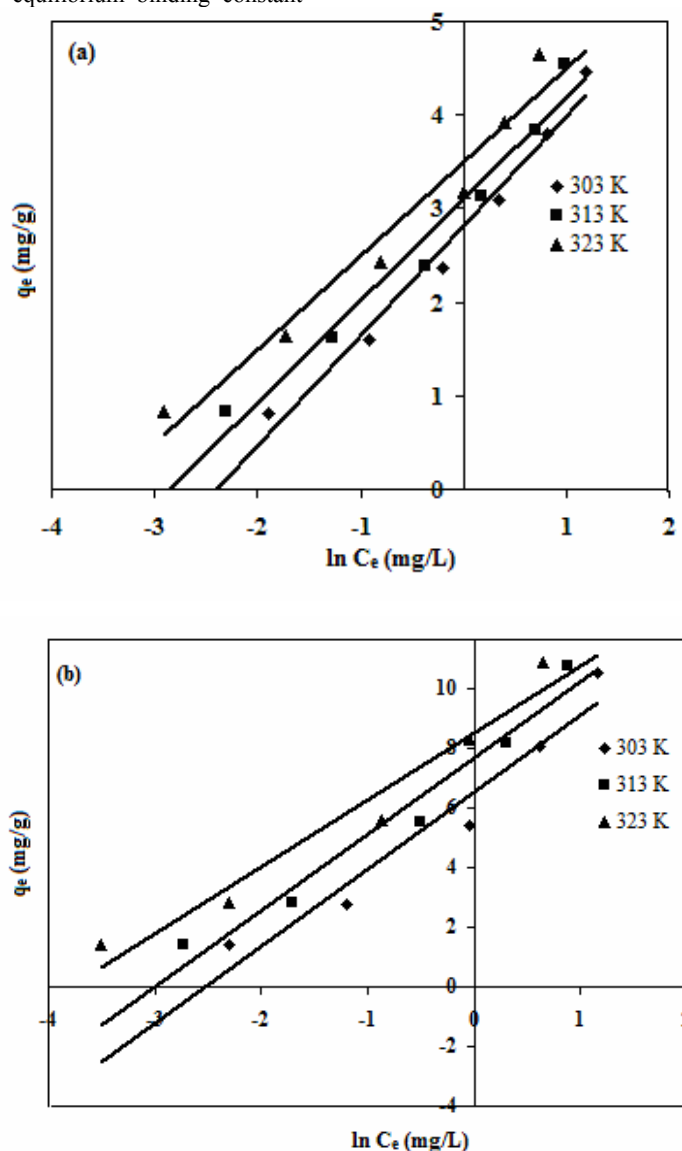 equilibrium binding constant
(a)
5
4
3
2
1
0
qe (mg/g)
303 K
313 K
323 K
-4 -3 -2 -1 0 1 2
ln Ce (mg/L)
(b)
10
8
6
4
2
0
-2
-4
qe (mg/g)
303 K
313 K
323 K
-4 -3 -2 -1 0 1 2
ln Ce (mg/L)